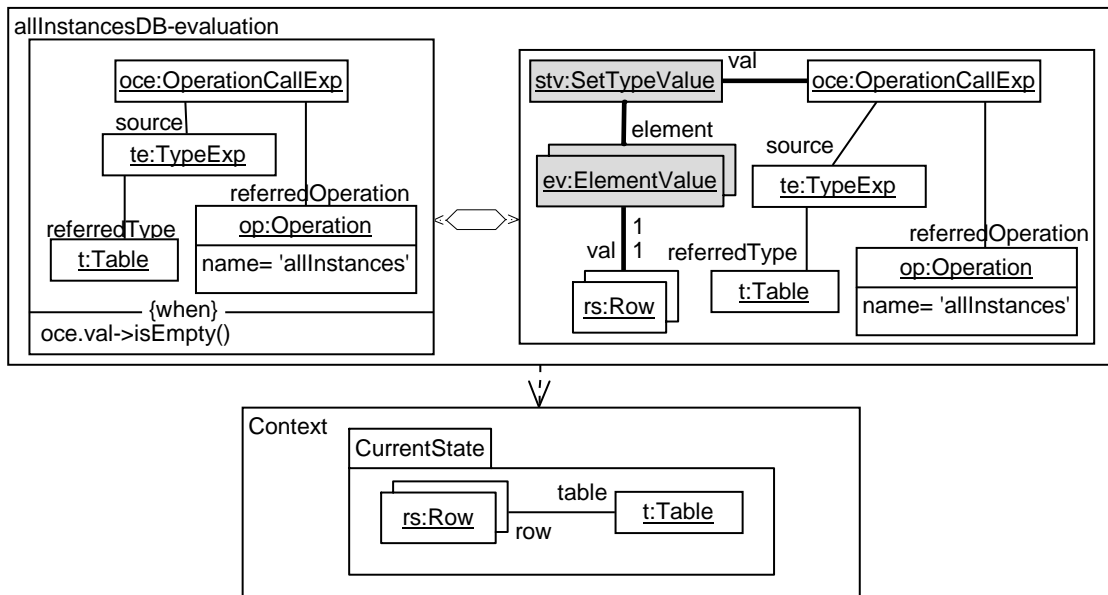 allInstancesDB-evaluation
oce:OperationCallExp
source
te:TypeExp
referredOperation
op:Operation
name= 'allInstances'
referredType
t:Table
{when}
oce.val->isEmpty()
stv:SetTypeValue
val
oce:OperationCallExp
element
ev:ElementValue
source
te:TypeExp
1
1
val
rs:Row
referredType
t:Table
referredOperation
op:Operation
name= 'allInstances'
Context
CurrentState
rs:Row
row
table
t:Table